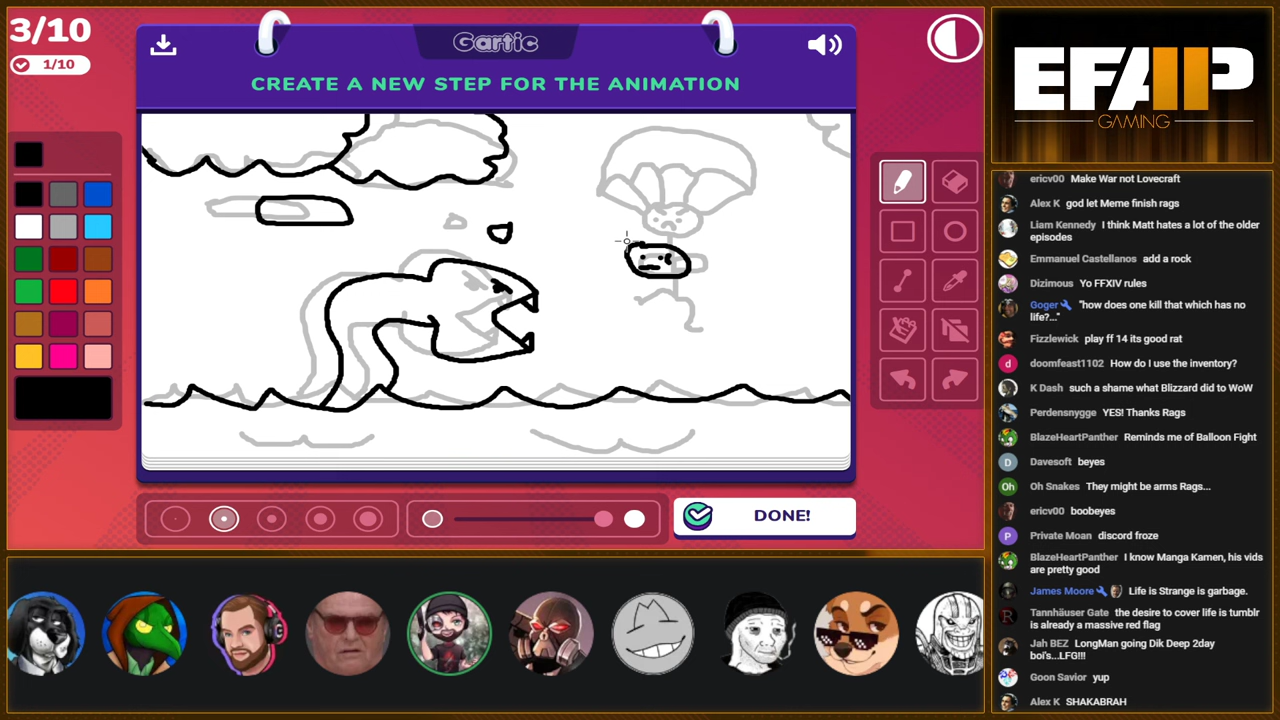 3/10
1/10
Gartic
CREATE A NEW STEP FOR THE ANIMATION
DONE!
EFAP
GAMING
ericv00 Make War not Lovecraft
Alex K god let Meme finish rags
Liam Kennedy I think Matt hates a lot of the older
episodes
Emmanuel Castellanos add a rock
Dizimous Yo FFXIV rules
Goger "how does one kill that which has no
life?..."
Fizzlewick play ff 14 its good rat
d doomfeast1102 How do I use the inventory?
K Dash such a shame what Blizzard did to WoW
Perdensnygge YES! Thanks Rags
BlazeHeartPanther Reminds me of Balloon Fight
D Davesoft beyes
Oh Oh Snakes They might be arms Rags...
ericv00 boobeyes
P Private Moan discord froze
BlazeHeartPanther I know Manga Kamen, his vids
are pretty good
James Moore Life is Strange is garbage.
R Tannhäuser Gate the desire to cover life is tumblr
is already a massive red flag
Jah BEZ LongMan going Dik Deep 2day
boi's...LFG!!!
Goon Savior yup
Alex K SHAKABRAH